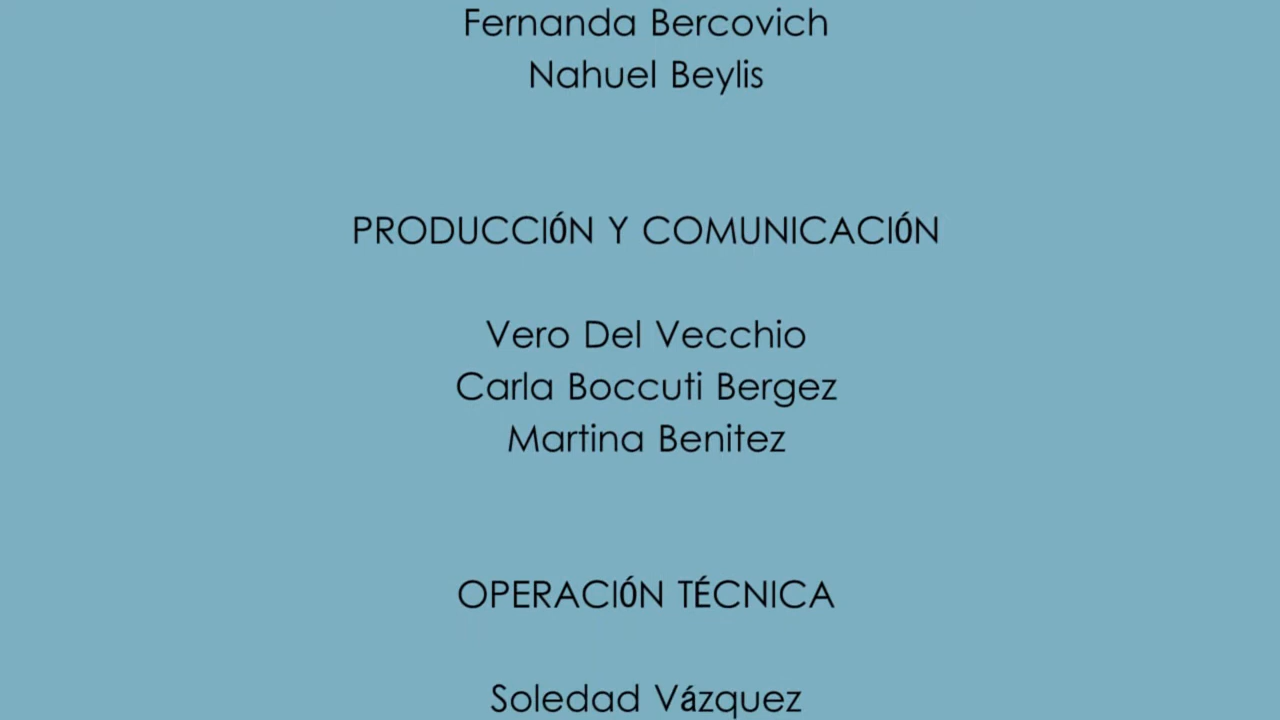 Fernanda Bercovich
Nahuel Beylis
PRODUCCIÓN Y COMUNICACIÓN
Vero Del Vecchio
Carla Boccuti Bergez
Martina Benitez
OPERACIÓN TÉCNICA
Soledad Vázquez